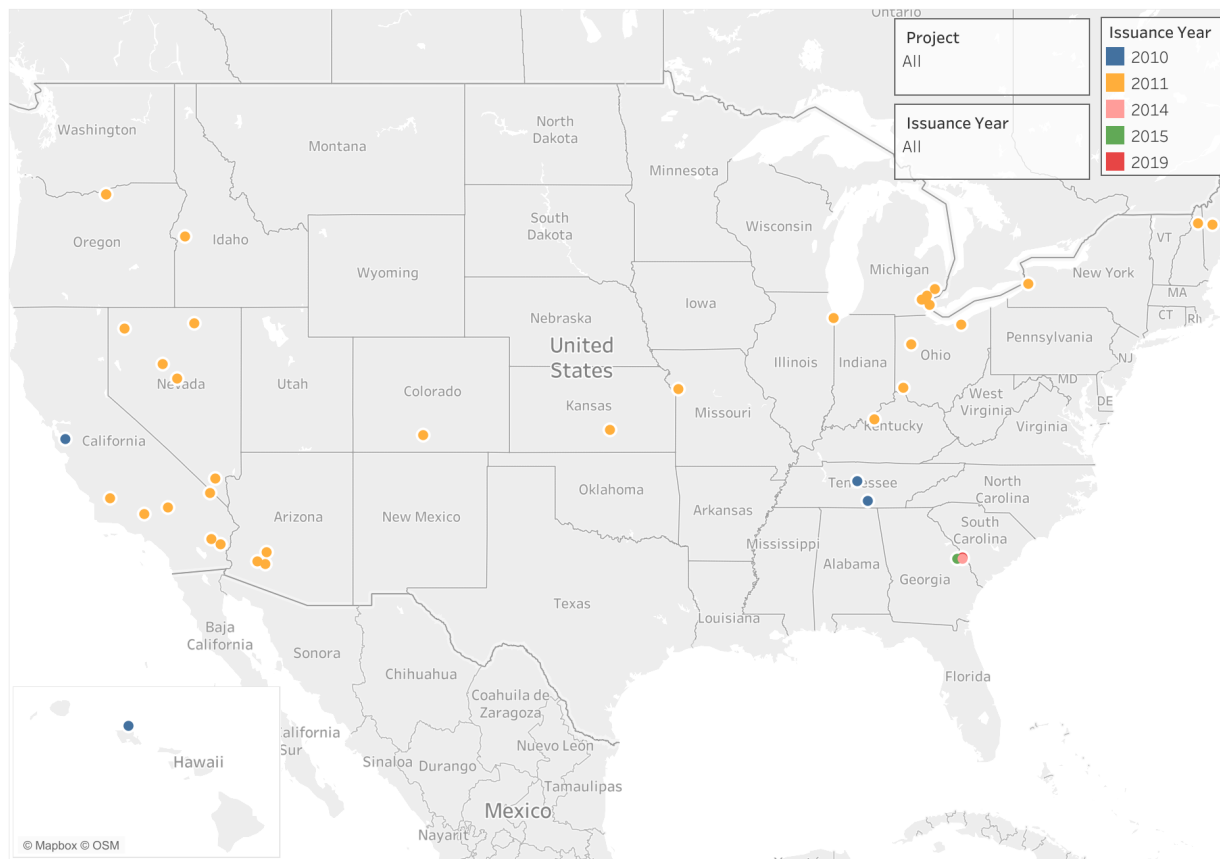 Ontario
Project
All
Issuance Year
All
Issuance Year
2010
2011
2014
2015
2019
Washington
Montana
North
Dakota
Minnesota
Oregon
Idaho
South
Dakota
Wisconsin
Michigan
VT
New York
Wyoming
MA
CT
RI
Iowa
Nebraska
United
States
Pennsylvania
NJ
Nevada
Utah
Colorado
Illinois
Indiana
Ohio
MD
DE
Kansas
Missouri
West
Virginia
Virginia
Kentucky
California
Tennessee
North
Carolina
Oklahoma
Arkansas
Arizona
New Mexico
South
Carolina
Mississippi
Alabama
Georgia
Texas
Louisiana
Baja
California
Sonora
Chihuahua
Florida
Coahuila de
Zaragoza
alifornia
Sur
Nuevo León
Hawaii
Sinaloa
Durango
Tamaulipas
Mexico
Nayarit
© Mapbox © OSM